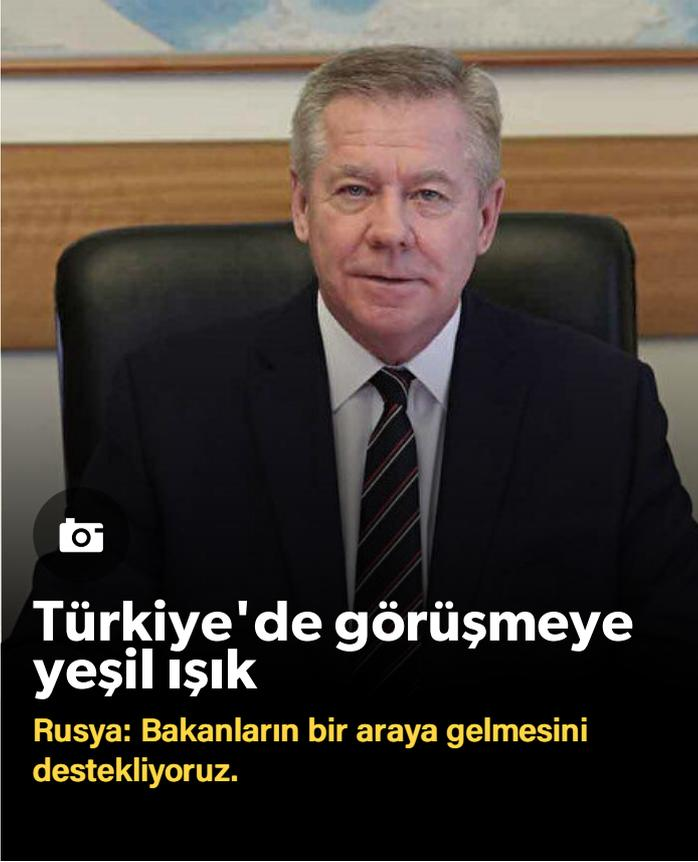 Türkiye'de görüşmeye
yeşil ışık
Rusya: Bakanların bir araya gelmesini
destekliyoruz.